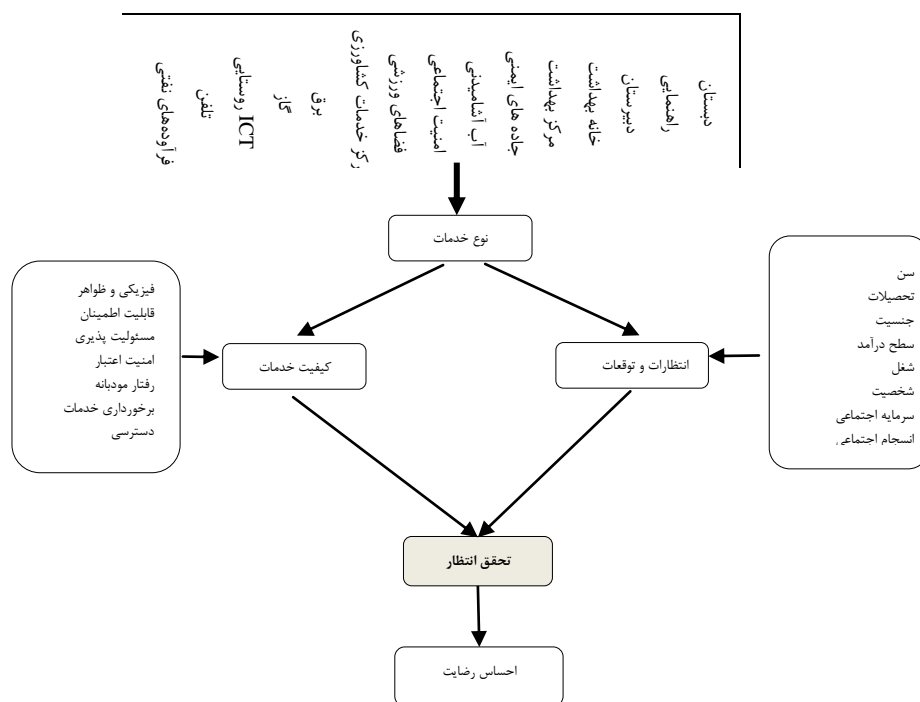 دبستان
راهنمایی
دبیرستان
خانه بهداشت
مرکز بهداشت
جاده های ایمنی
آب آشامیدنی
امنیت اجتماعی
فضاهای ورزشی
رکز خدمات کشاورزی
برق
گاز
ICT روستایی
تلفن
فرآوده‌های نفتی
نوع خدمات
سن
تحصیلات
جنسیت
سطح درآمد
شغل
شخصیت
سرمایه اجتماعی
انسجام اجتماعی
انتظارات و توقعات
کیفیت خدمات
فیزیکی و ظواهر
قابلیت اطمینان
مسئولیت پذیری
امنیت اعتبار
رفتار مودبانه
برخورداری خدمات
دسترسی
تحقق انتظار
احساس رضایت